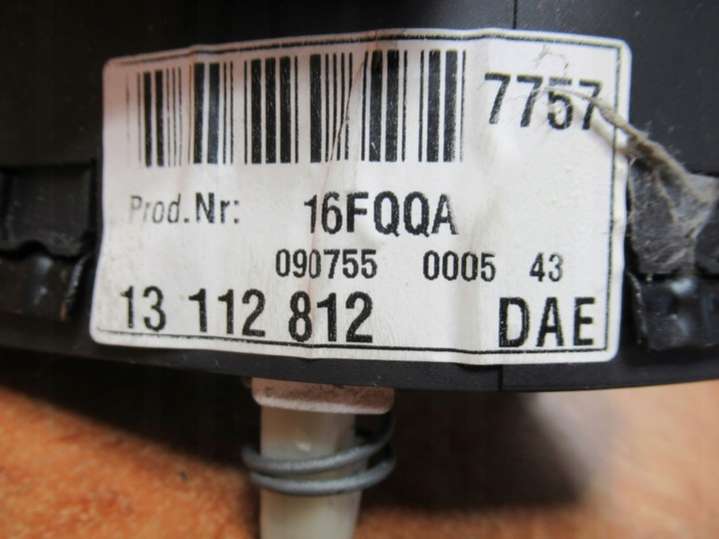 7757
Prod.Nr: 16FQQA
090755 0005 43
13 112 812 DAE